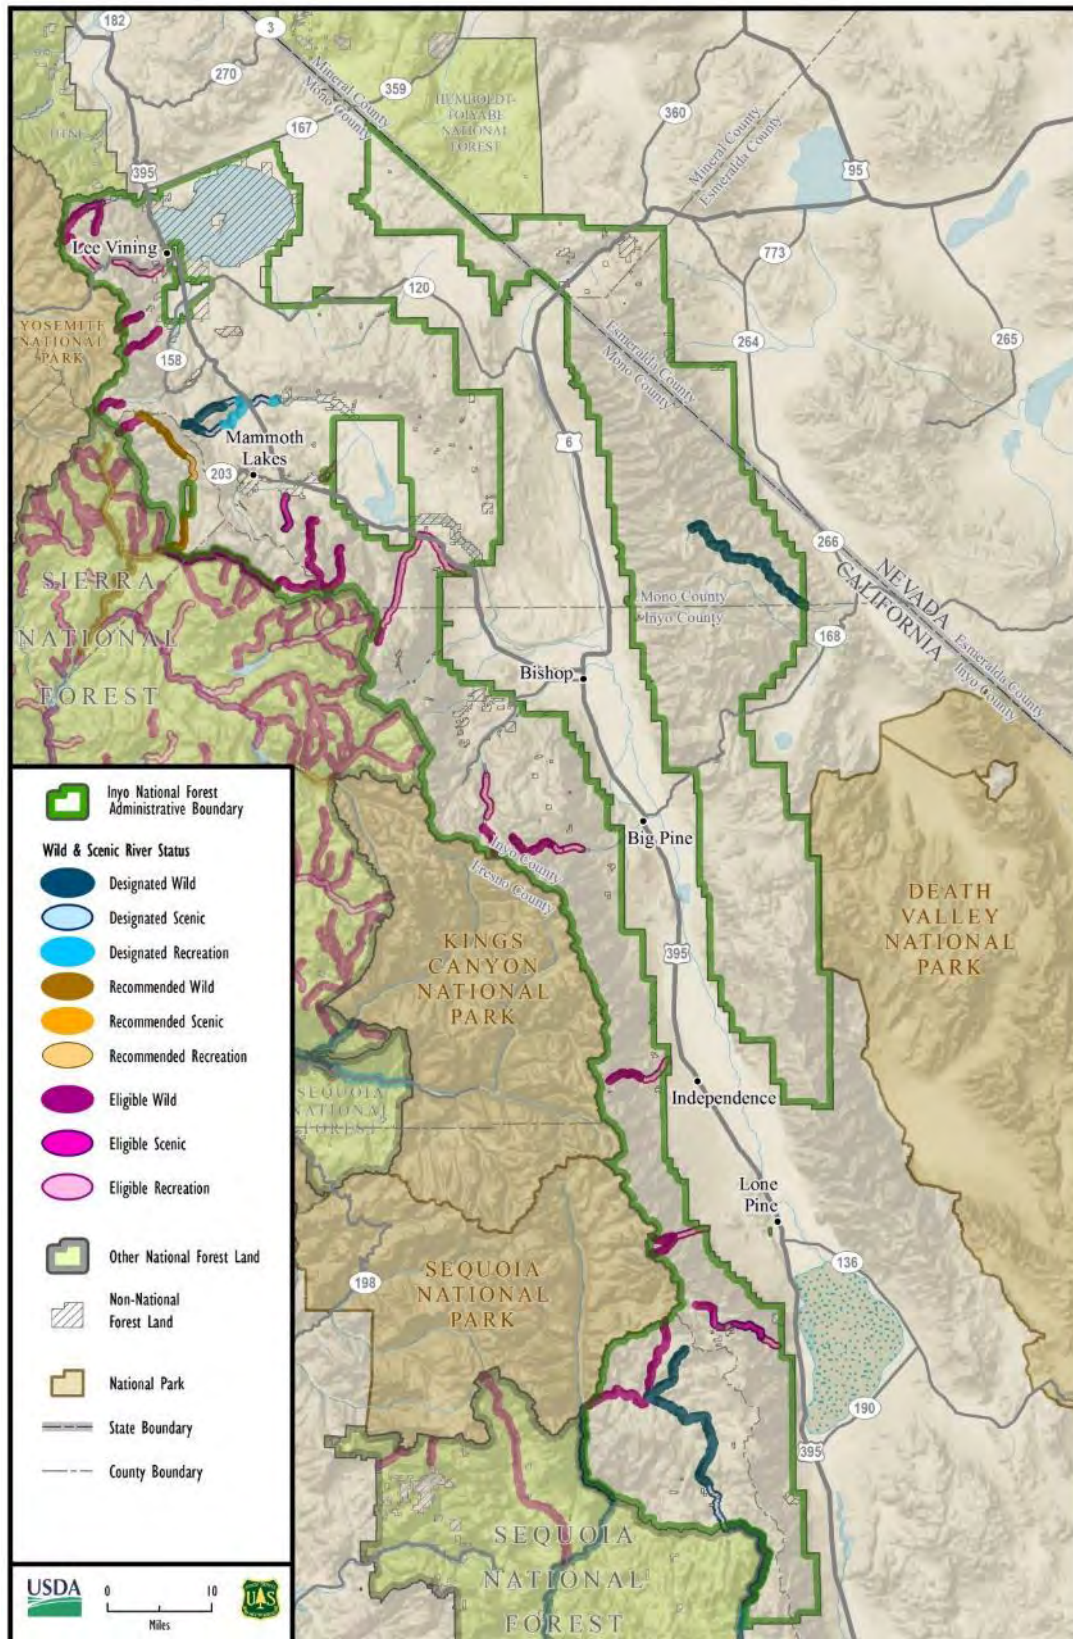 182
3
270
359
Mineral County
Mono County
HUMBOLDT-
TOIYABE
NATIONAL
FOREST
360
Mineral County
Esmeralda County
167
95
395
Lee Vining
773
120
YOSEMITE
NATIONAL
PARK
158
Esmeralda County
Mono County
264
265
Mammoth
Lakes
203
6
266
NEVADA
CALIFORNIA
SIERRA
NATIONAL
FOREST
Mono County
Inyo County
168
Esmeralda County
Inyo County
Bishop
Big Pine
Inyo County
Fresno County
DEATH
VALLEY
NATIONAL
PARK
KINGS
CANYON
NATIONAL
PARK
395
SEQUOIA
NATIONAL
FOREST
Independence
Lone
Pine
136
198
SEQUOIA
NATIONAL
PARK
190
395
SEQUOIA
NATIONAL
FOREST
Inyo National Forest
Administrative Boundary
Wild & Scenic River Status
Designated Wild
Designated Scenic
Designated Recreation
Recommended Wild
Recommended Scenic
Recommended Recreation
Eligible Wild
Eligible Scenic
Eligible Recreation
Other National Forest Land
Non-National
Forest Land
National Park
State Boundary
County Boundary
USDA
0 10
Miles
UAS